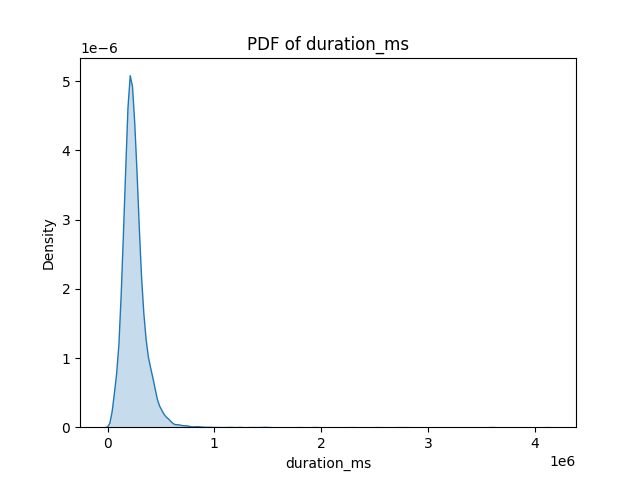 PDF of duration_ms
1e−6
5
4
3
2
1
0
Density
0 1 2 3 4
1e6
duration_ms